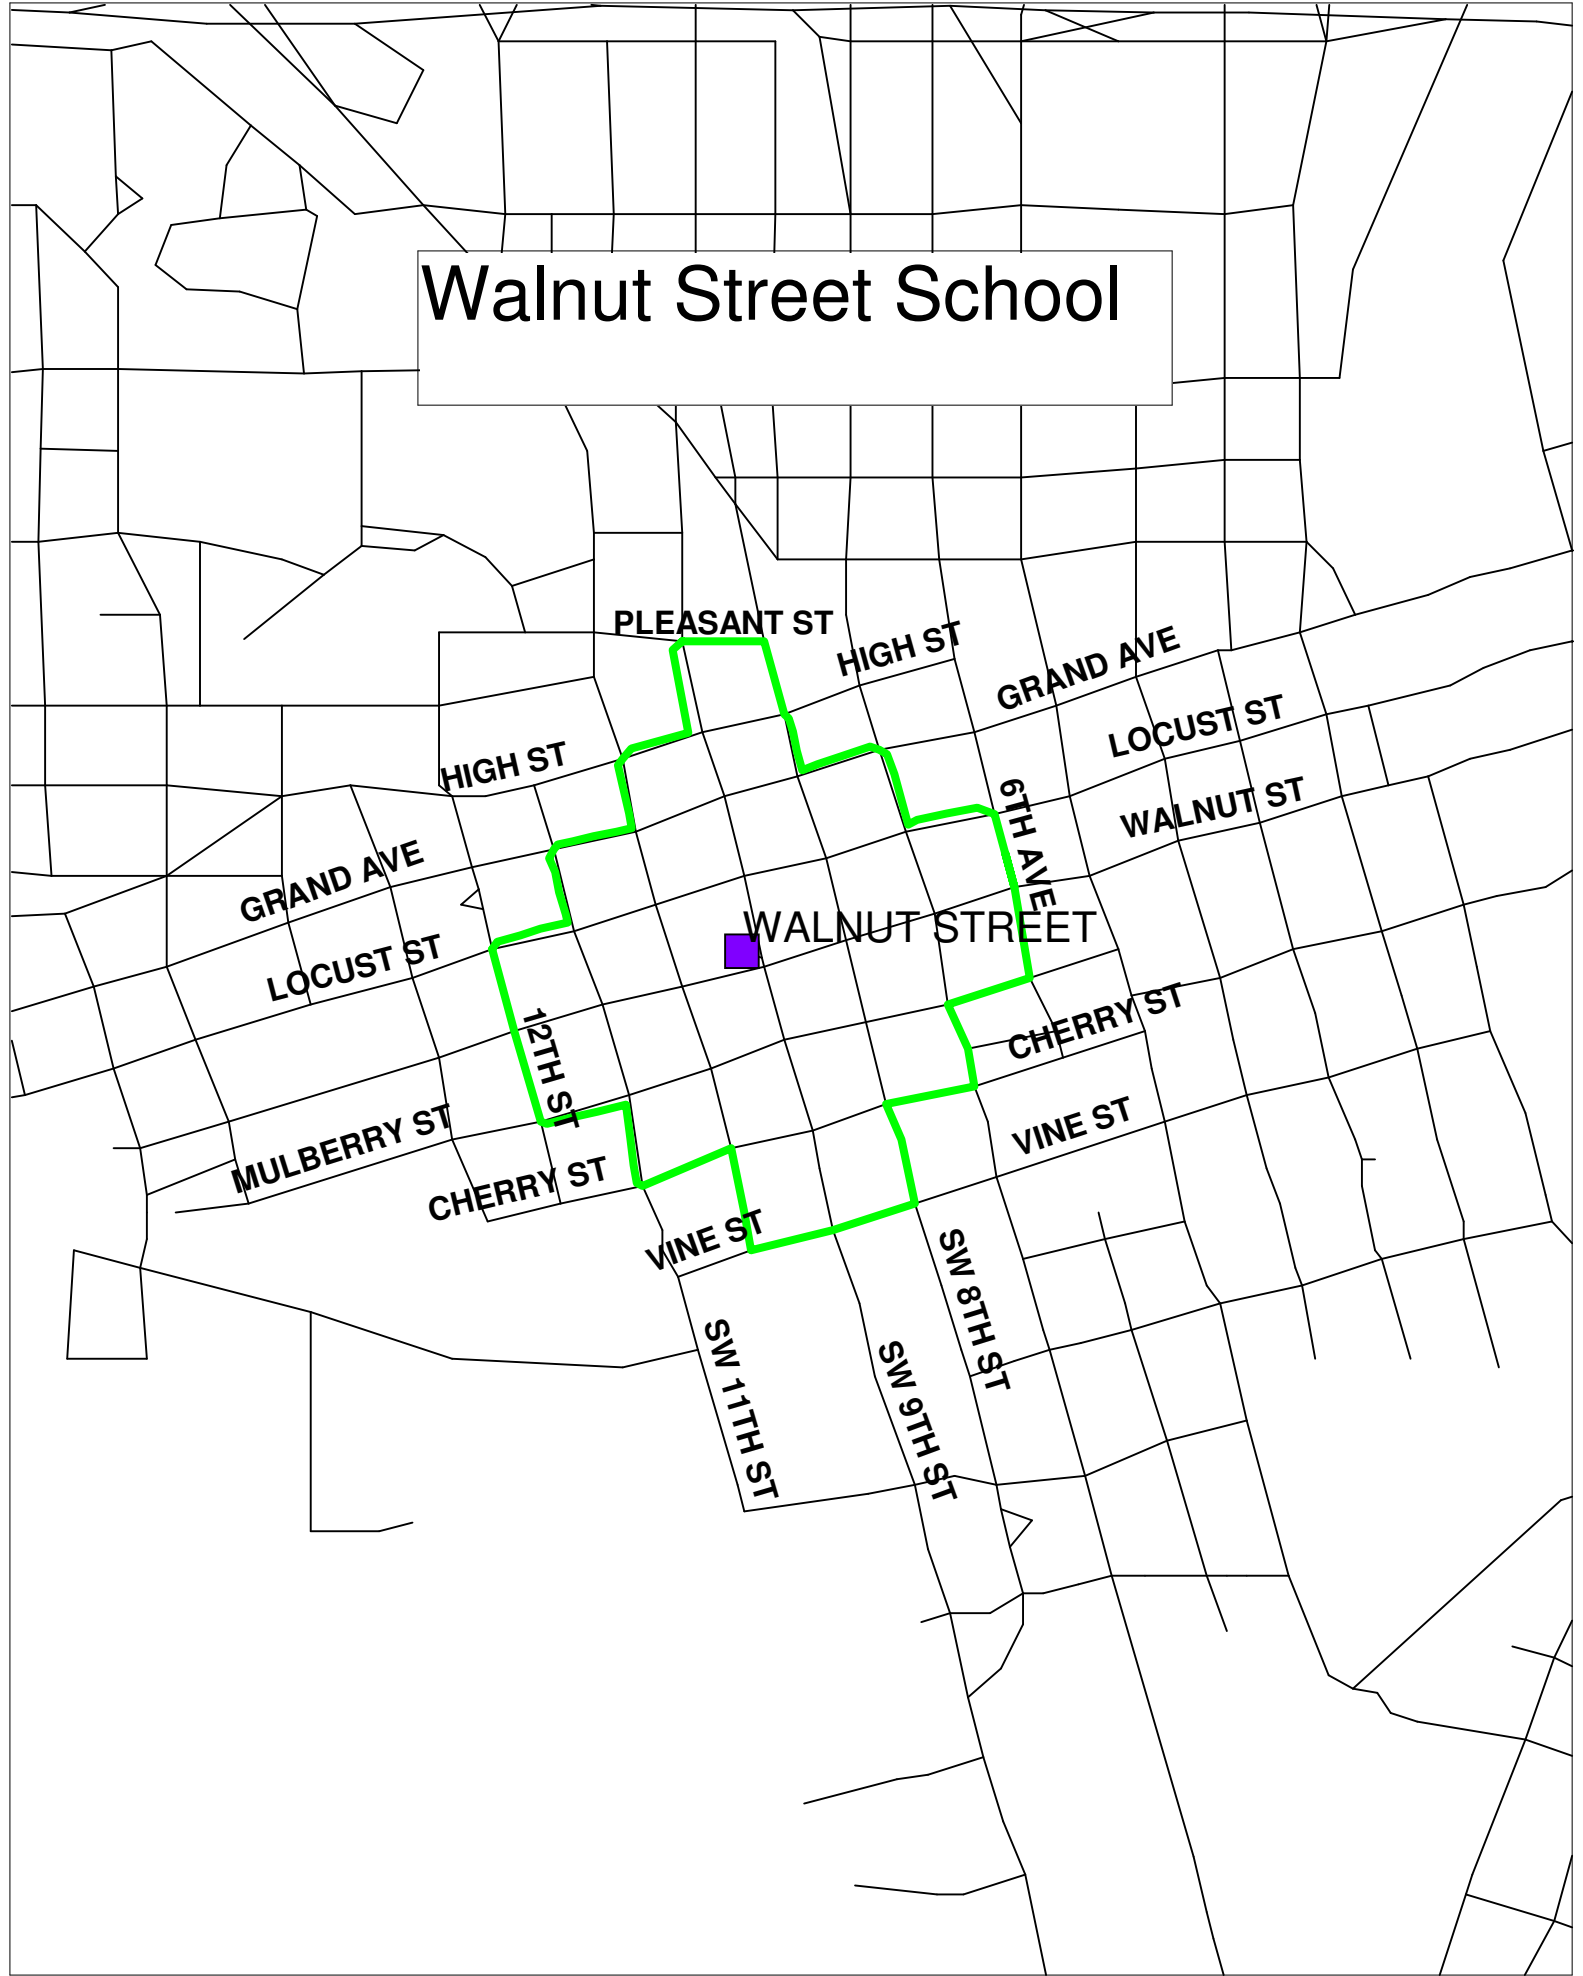 Walnut Street School
PLEASANT ST
HIGH ST
GRAND AVE
LOCUST ST
HIGH ST
WALNUT ST
6TH AVE
GRAND AVE
WALNUT STREET
LOCUST ST
12TH ST
CHERRY ST
MULBERRY ST
VINE ST
CHERRY ST
VINE ST
SW 8TH ST
SW 11TH ST
SW 9TH ST